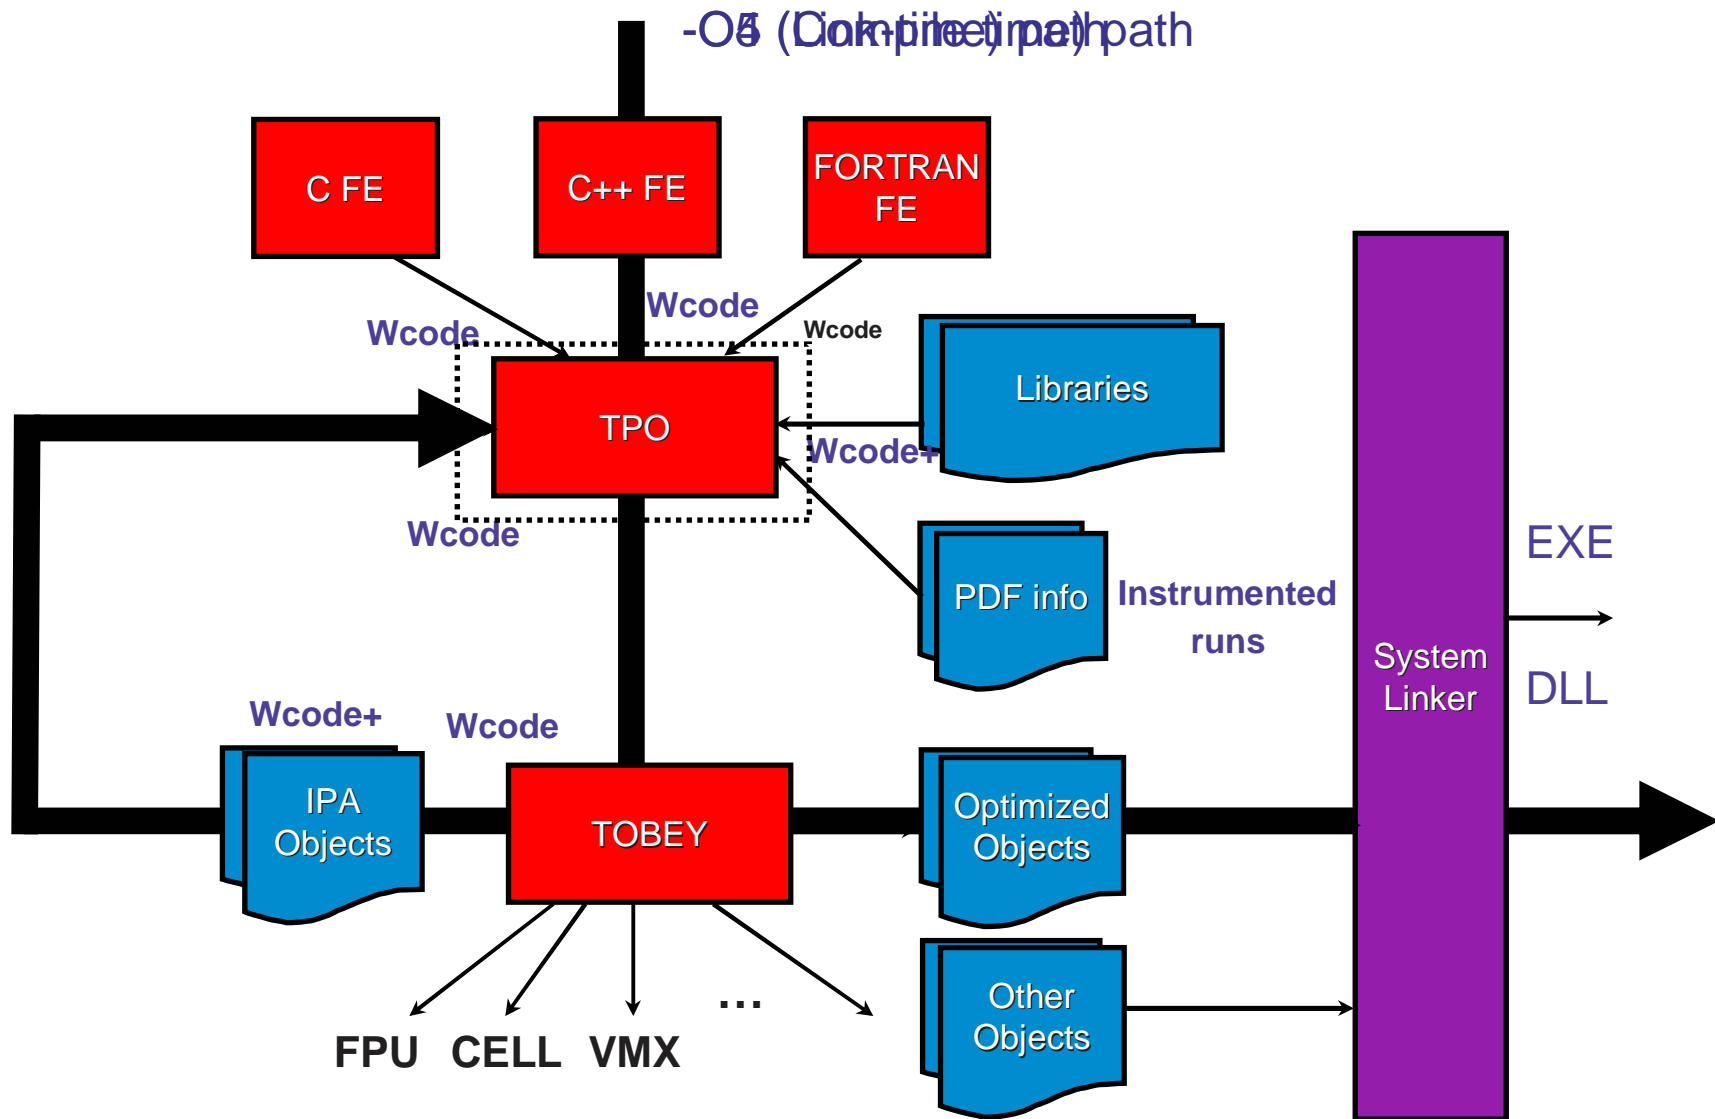 C FE
C++ FE
FORTRAN
FE
Wcode
Wcode
Wcode
Libraries
TPO
Wcode+
Wcode
PDF info
Instrumented
runs
EXE
System
Linker
DLL
Wcode+
Wcode
IPA
Objects
TOBEY
Optimized
Objects
...
Other
Objects
FPU
CELL
VMX